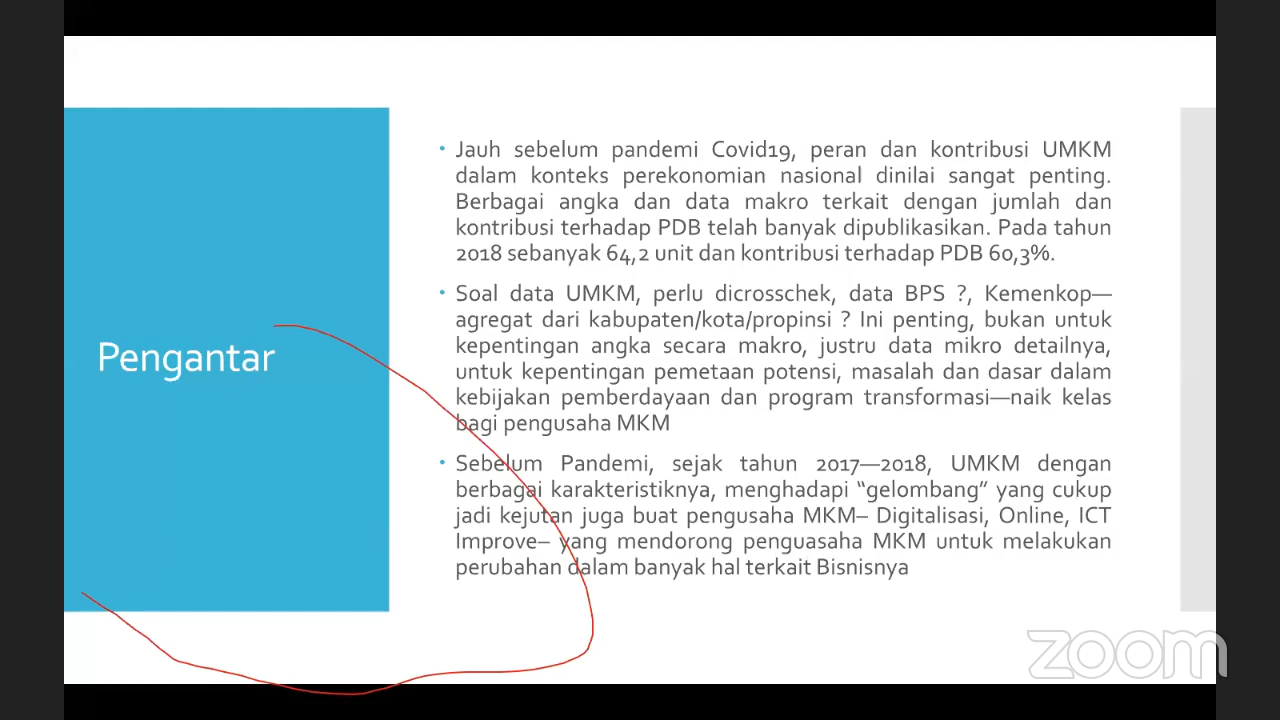 Pengantar
• Jauh sebelum pandemi Covid19, peran dan kontribusi UMKM
dalam konteks perekonomian nasional dinilai sangat penting.
Berbagai angka dan data makro terkait dengan jumlah dan
kontribusi terhadap PDB telah banyak dipublikasikan. Pada tahun
2018 sebanyak 64,2 unit dan kontribusi terhadap PDB 60,3%.
• Soal data UMKM, perlu dicrosschek, data BPS ?, Kemenkop—
agregat dari kabupaten/kota/propinsi ? Ini penting, bukan untuk
kepentingan angka secara makro, justru data mikro detailnya,
untuk kepentingan pemetaan potensi, masalah dan dasar dalam
kebijakan pemberdayaan dan program transformasi—naik kelas
bagi pengusaha MKM
• Sebelum Pandemi, sejak tahun 2017—2018, UMKM dengan
berbagai karakteristiknya, menghadapi “gelombang” yang cukup
jadi kejutan juga buat pengusaha MKM– Digitalisasi, Online, ICT
Improve– yang mendorong penguasaha MKM untuk melakukan
perubahan dalam banyak hal terkait Bisnisnya
zoom